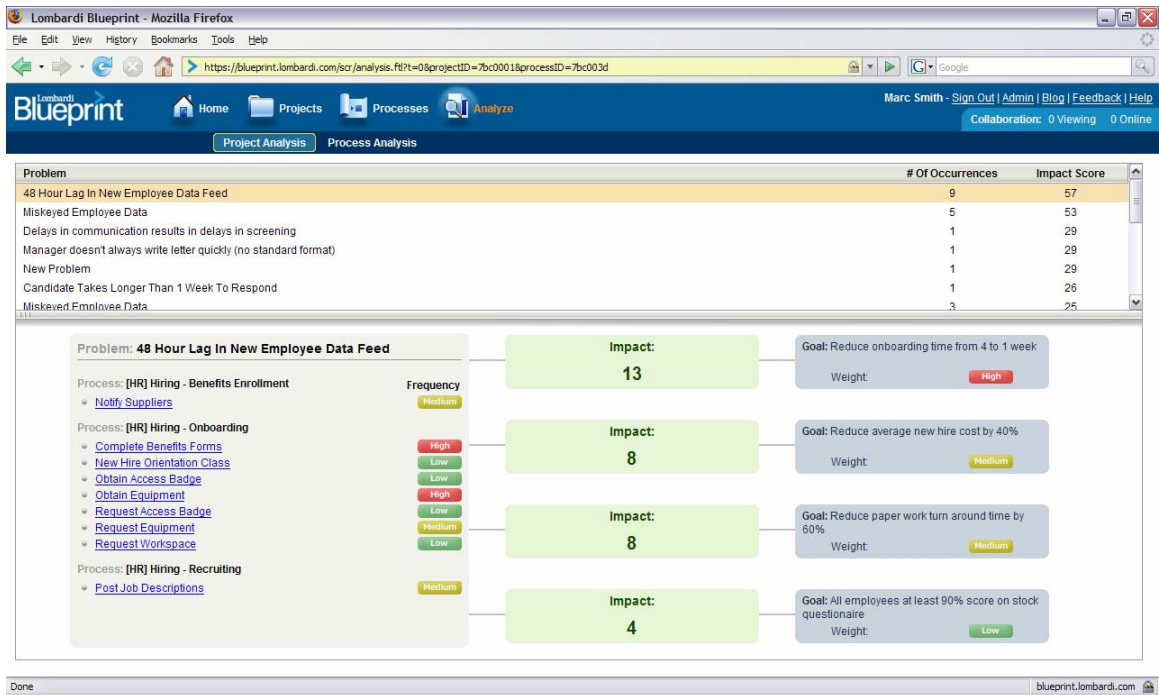 Lombardi Blueprint - Mozilla Firefox
File Edit View History Bookmarks Tools Help
https://blueprint.lombardi.com/scr/analysis.ftl?t=0&projectID=7bc0001&processID=7bc003d
G Google
Lombardi Blueprint
Home Projects Processes Analyze
Marc Smith - Sign Out | Admin | Blog | Feedback | Help
Collaboration: 0 Viewing 0 Online
Project Analysis Process Analysis
Problem # Of Occurrences Impact Score
48 Hour Lag In New Employee Data Feed 9 57
Miskeyed Employee Data 5 53
Delays in communication results in delays in screening 1 29
Manager doesn't always write letter quickly (no standard format) 1 29
New Problem 1 29
Candidate Takes Longer Than 1 Week To Respond 1 26
Miskeyed Employee Data 3 25
Problem: 48 Hour Lag In New Employee Data Feed
Process: [HR] Hiring - Benefits Enrollment Frequency
Notify Suppliers Medium
Process: [HR] Hiring - Onboarding
Complete Benefits Forms High
New Hire Orientation Class Low
Obtain Access Badge Low
Obtain Equipment High
Request Access Badge Low
Request Equipment Medium
Request Workspace Low
Process: [HR] Hiring - Recruiting
Post Job Descriptions Medium
Impact:
13
Goal: Reduce onboarding time from 4 to 1 week
Weight: High
Impact:
8
Goal: Reduce average new hire cost by 40%
Weight: Medium
Impact:
8
Goal: Reduce paper work turn around time by
60%
Weight: Medium
Impact:
4
Goal: All employees at least 90% score on stock
questionaire
Weight: Low
Done blueprint.lombardi.com